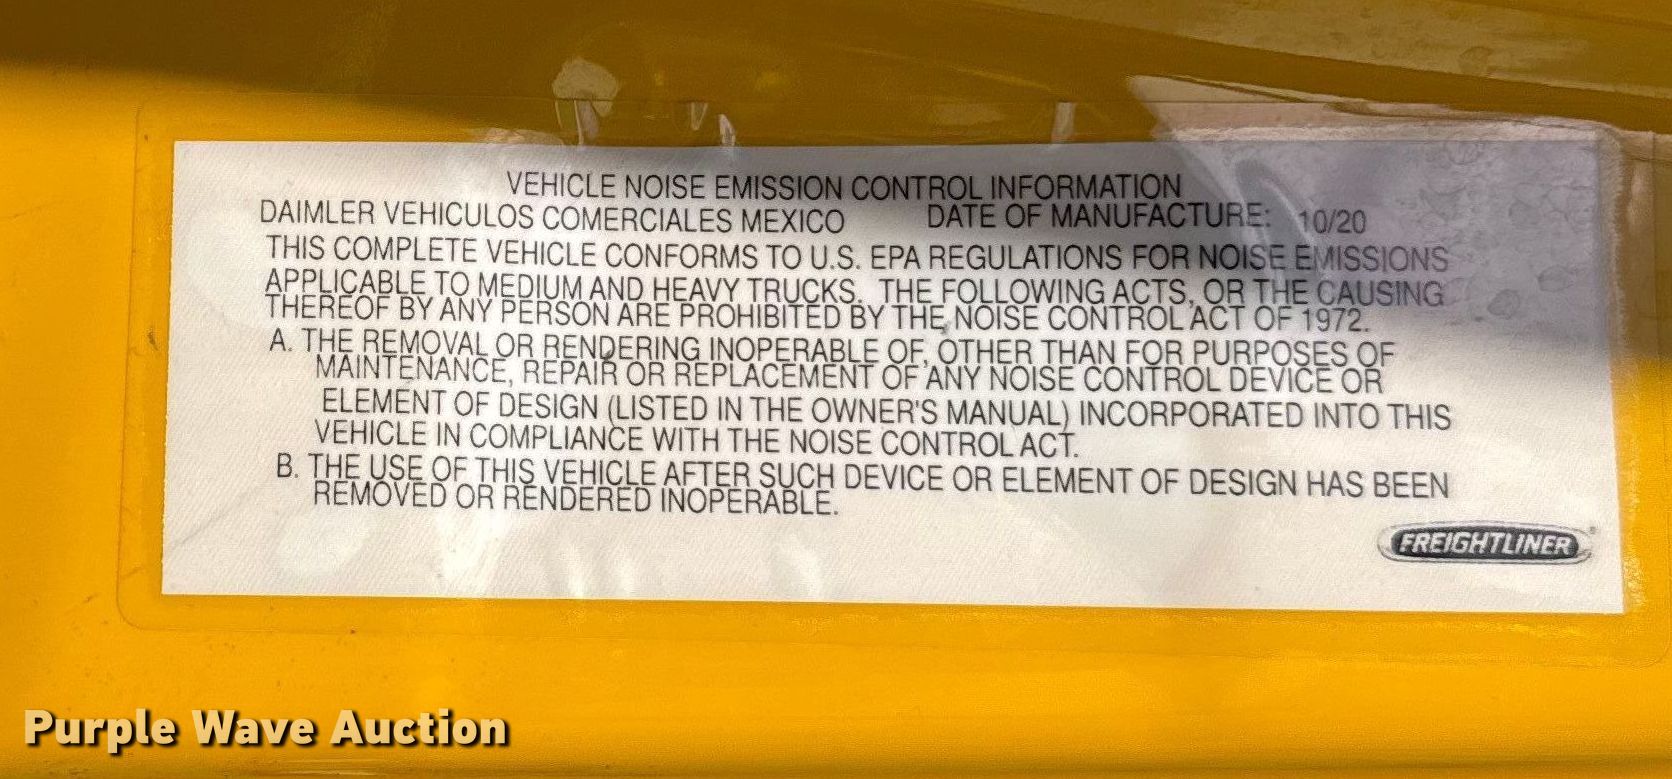 VEHICLE NOISE EMISSION CONTROL INFORMATION
DAIMLER VEHICULOS COMERCIALES MEXICO DATE OF MANUFACTURE: 10/20
THIS COMPLETE VEHICLE CONFORMS TO U.S. EPA REGULATIONS FOR NOISE EMISSIONS
APPLICABLE TO MEDIUM AND HEAVY TRUCKS. THE FOLLOWING ACTS, OR THE CAUSING
THEREOF BY ANY PERSON ARE PROHIBITED BY THE NOISE CONTROL ACT OF 1972.
A. THE REMOVAL OR RENDERING INOPERABLE OF, OTHER THAN FOR PURPOSES OF
MAINTENANCE, REPAIR OR REPLACEMENT OF ANY NOISE CONTROL DEVICE OR
ELEMENT OF DESIGN (LISTED IN THE OWNER'S MANUAL) INCORPORATED INTO THIS
VEHICLE IN COMPLIANCE WITH THE NOISE CONTROL ACT.
B. THE USE OF THIS VEHICLE AFTER SUCH DEVICE OR ELEMENT OF DESIGN HAS BEEN
REMOVED OR RENDERED INOPERABLE.
FREIGHTLINER
Purple Wave Auction